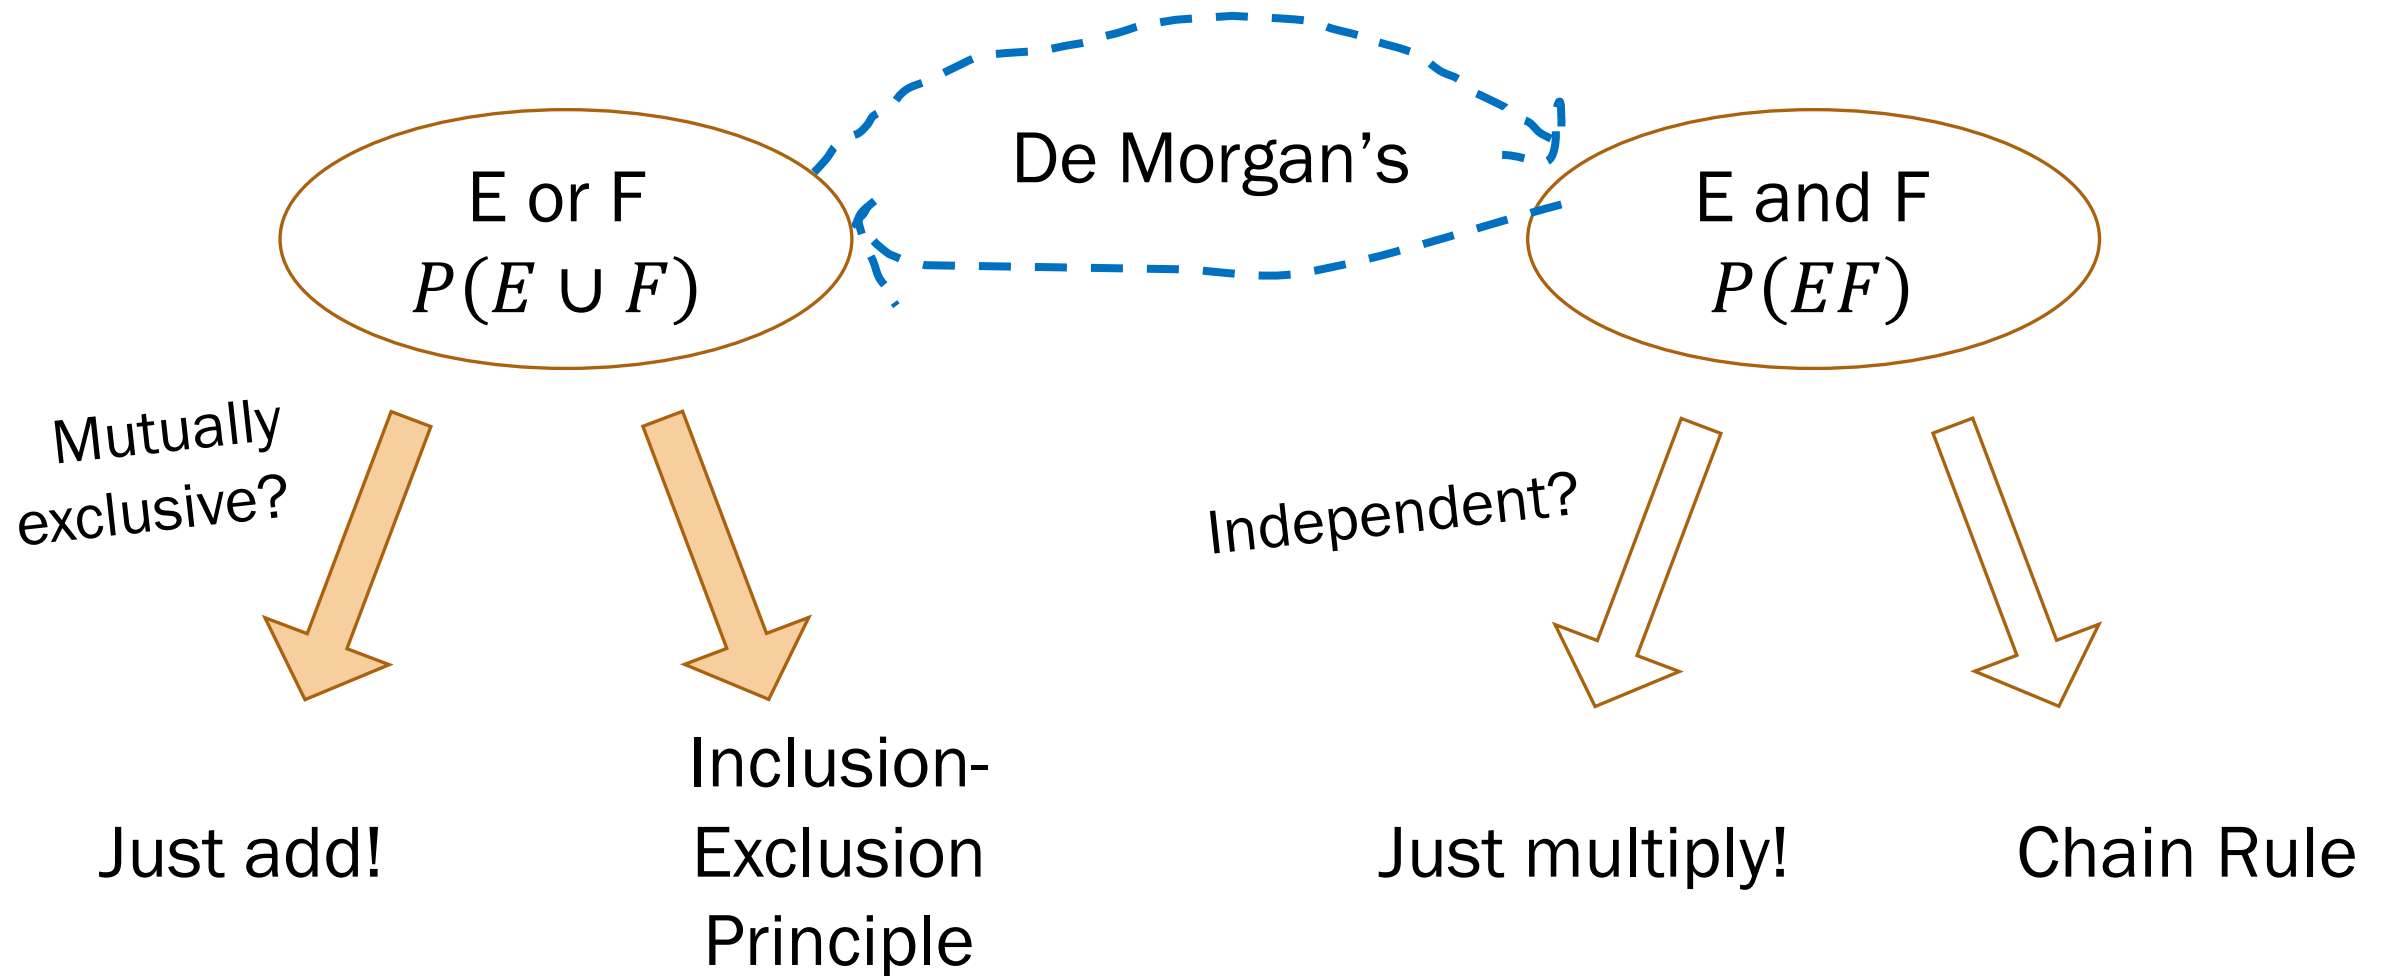 De Morgan’s
E or F
P(E ∪ F)
E and F
P(EF)
Mutually
exclusive?
Independent?
Just add!
Inclusion-
Exclusion
Principle
Just multiply!
Chain Rule